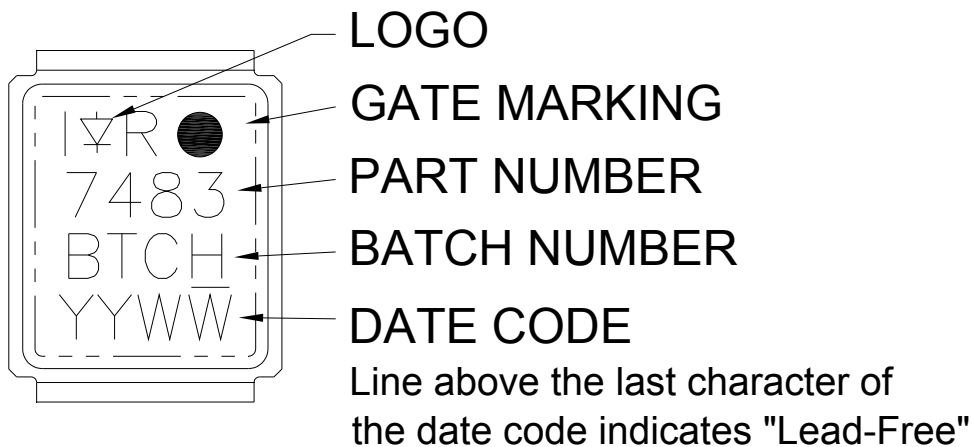 LOGO
I R
GATE MARKING
7483
PART NUMBER
BTCH
BATCH NUMBER
YYWW̅
DATE CODE
Line above the last character of
the date code indicates "Lead-Free"